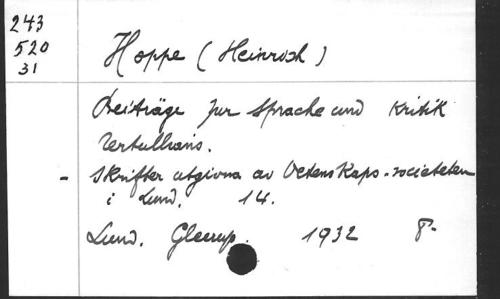 243
520
31
Hoppe (Heinrich)
Beiträge zur Sprache und Kritik
Tertullians.
- Skrifter utgivna av Vetenskaps-societeten
i Lund. 14.
Lund. Gleerup. 1932 8-